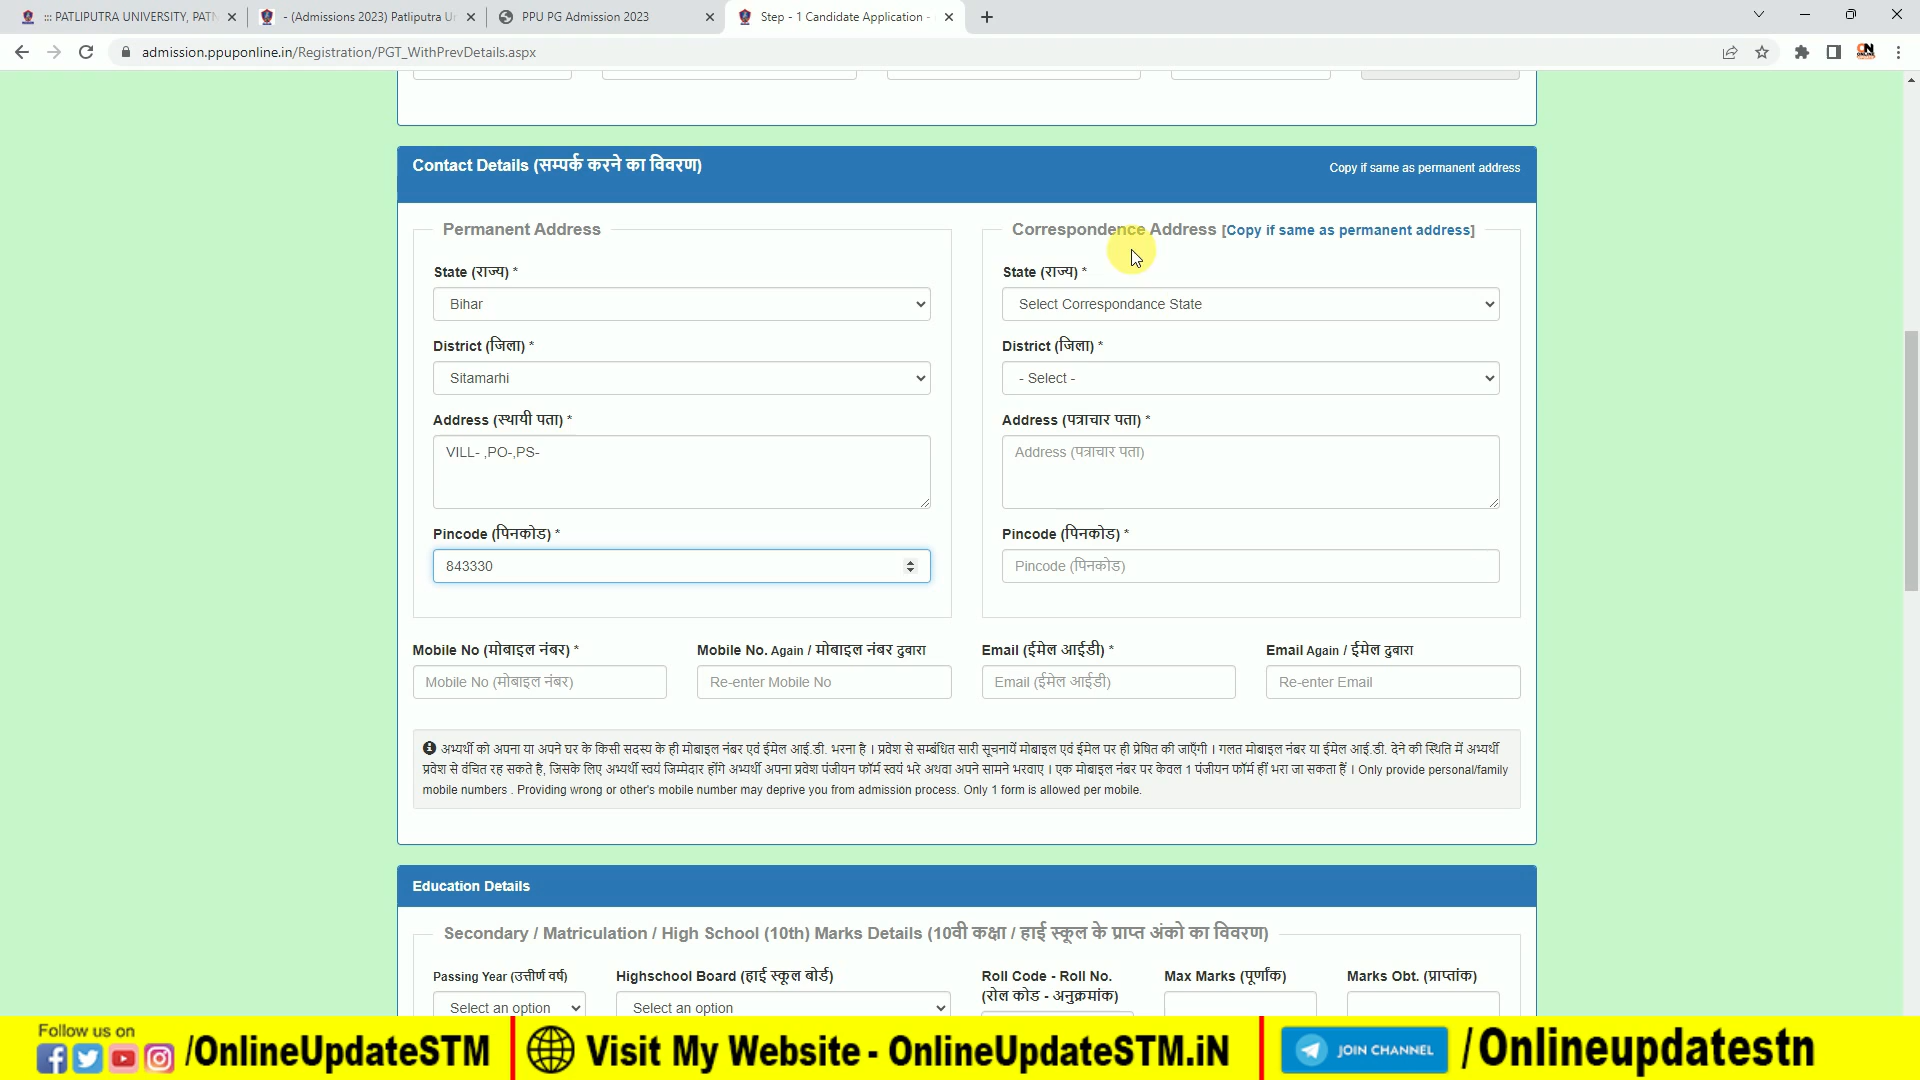 ::: PATLIPUTRA UNIVERSITY, PATN
- (Admissions 2023) Patliputra Un
PPU PG Admission 2023
Step - 1 Candidate Application -
admission.ppuponline.in/Registration/PGT_WithPrevDetails.aspx
Contact Details (सम्पर्क करने का विवरण)
Copy if same as permanent address
Permanent Address
Correspondence Address [Copy if same as permanent address]
State (राज्य) *
State (राज्य) *
Bihar
Select Correspondance State
District (जिला) *
District (जिला) *
Sitamarhi
- Select -
Address (स्थायी पता) *
Address (पत्राचार पता) *
VILL- ,PO-,PS-
Address (पत्राचार पता)
Pincode (पिनकोड) *
Pincode (पिनकोड) *
843330
Pincode (पिनकोड)
Mobile No (मोबाइल नंबर) *
Mobile No. Again / मोबाइल नंबर दुबारा
Email (ईमेल आईडी) *
Email Again / ईमेल दुबारा
Mobile No (मोबाइल नंबर)
Re-enter Mobile No
Email (ईमेल आईडी)
Re-enter Email
अभ्यर्थी को अपना या अपने घर के किसी सदस्य के ही मोबाइल नंबर एवं ईमेल आई.डी. भरना है । प्रवेश से सम्बंधित सारी सूचनायें मोबाइल एवं ईमेल पर ही प्रेषित की जाएँगी । गलत मोबाइल नंबर या ईमेल आई.डी. देने की स्थिति में अभ्यर्थी
प्रवेश से वंचित रह सकते है, जिसके लिए अभ्यर्थी स्वयं जिम्मेदार होंगे अभ्यर्थी अपना प्रवेश पंजीयन फॉर्म स्वयं भरे अथवा अपने सामने भरवाए । एक मोबाइल नंबर पर केवल 1 पंजीयन फॉर्म हीं भरा जा सकता हैं । Only provide personal/family
mobile numbers . Providing wrong or other's mobile number may deprive you from admission process. Only 1 form is allowed per mobile.
Education Details
Secondary / Matriculation / High School (10th) Marks Details (10वी कक्षा / हाई स्कूल के प्राप्त अंको का विवरण)
Passing Year (उत्तीर्ण वर्ष)
Highschool Board (हाई स्कूल बोर्ड)
Roll Code - Roll No.
(रोल कोड - अनुक्रमांक)
Max Marks (पूर्णांक)
Marks Obt. (प्राप्तांक)
Select an option
Select an option
Follow us on
/OnlineUpdateSTM
Visit My Website - OnlineUpdateSTM.iN
JOIN CHANNEL
/Onlineupdatestn